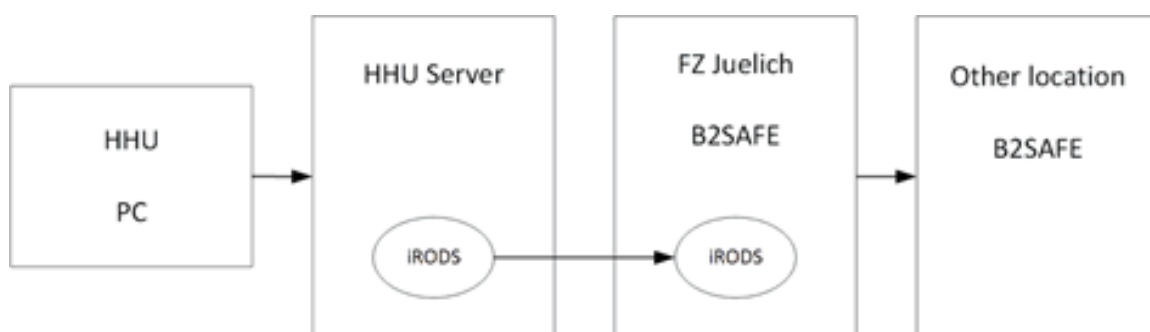 HHU
PC
HHU Server
iRODS
FZ Juelich
B2SAFE
iRODS
Other location
B2SAFE